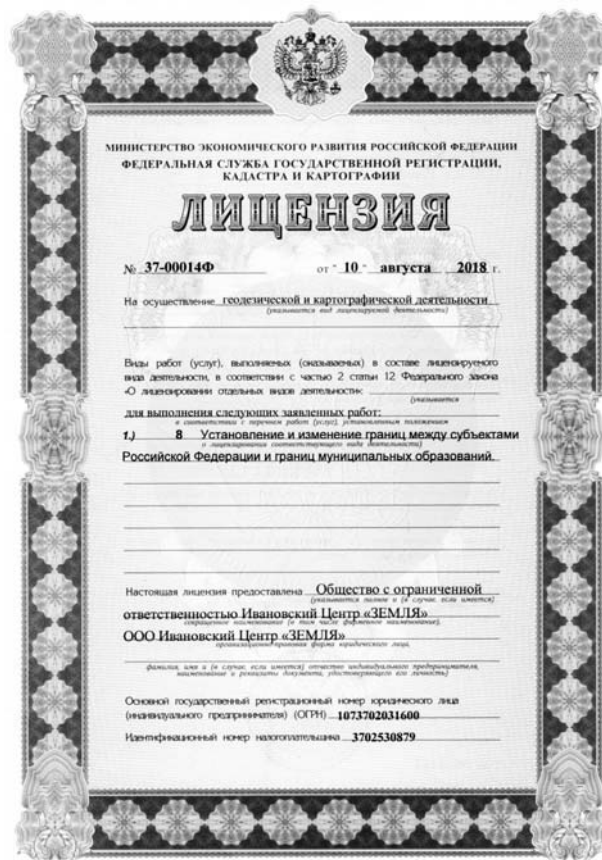 МИНИСТЕРСТВО ЭКОНОМИЧЕСКОГО РАЗВИТИЯ РОССИЙСКОЙ ФЕДЕРАЦИИ
ФЕДЕРАЛЬНАЯ СЛУЖБА ГОСУДАРСТВЕННОЙ РЕГИСТРАЦИИ,
КАДАСТРА И КАРТОГРАФИИ
ЛИЦЕНЗИЯ
№ 37-00014Ф от "10" августа 2018 г.
На осуществление геодезической и картографической деятельности
(указывается вид лицензируемой деятельности)
Виды работ (услуг), выполняемых (оказываемых) в составе лицензируемого
вида деятельности, в соответствии с частью 2 статьи 12 Федерального закона
«О лицензировании отдельных видов деятельности»:
(указывается
для выполнения следующих заявленных работ:
в соответствии с перечнем работ (услуг), установленным положением
1.) 8 Установление и изменение границ между субъектами
о лицензировании соответствующего вида деятельности)
Российской Федерации и границ муниципальных образований.
Настоящая лицензия предоставлена Общество с ограниченной
(указывается полное и (в случае, если имеется)
ответственностью Ивановский Центр «ЗЕМЛЯ»
сокращенное наименование (в том числе фирменное наименование),
ООО Ивановский Центр «ЗЕМЛЯ»
организационно-правовая форма юридического лица,
фамилия, имя и (в случае, если имеется) отчество индивидуального предпринимателя,
наименование и реквизиты документа, удостоверяющего его личность)
Основной государственный регистрационный номер юридического лица
(индивидуального предпринимателя) (ОГРН) 1073702031600
Идентификационный номер налогоплательщика 3702530879